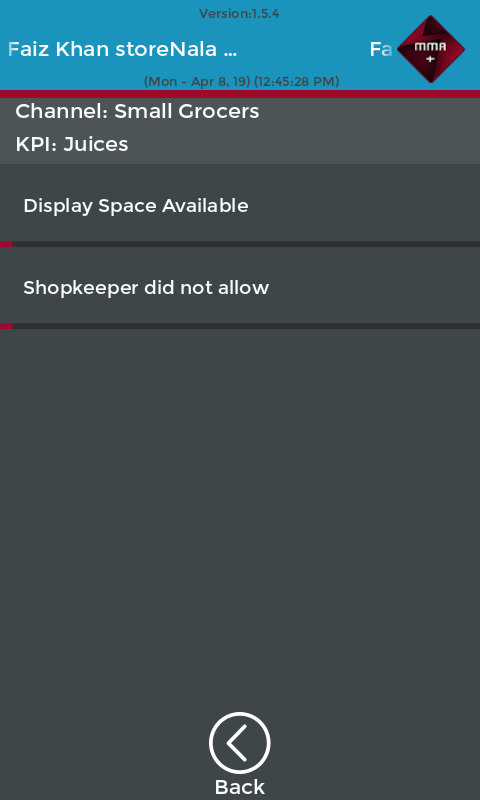 Version:1.5.4
Faiz Khan storeNala ...
Fa
MMA
+
(Mon - Apr 8, 19) (12:45:28 PM)
Channel: Small Grocers
KPI: Juices
Display Space Available
Shopkeeper did not allow
Back